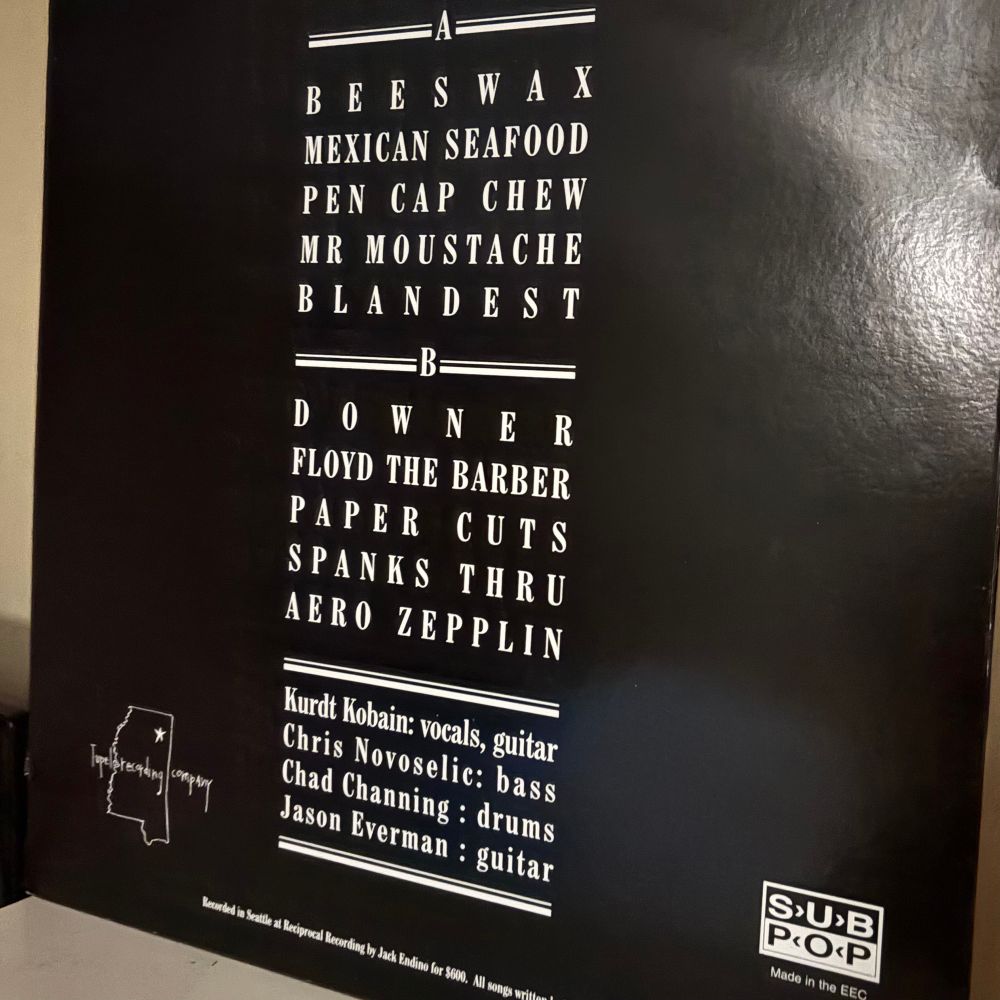 A
BEESWAX
MEXICAN SEAFOOD
PEN CAP CHEW
MR MOUSTACHE
BLANDEST
B
DOWNER
FLOYD THE BARBER
PAPER CUTS
SPANKS THRU
AERO ZEPPLIN
Kurdt Kobain: vocals, guitar
Chris Novoselic: bass
Chad Channing : drums
Jason Everman : guitar
Tupelo recording company
Recorded in Seattle at Reciprocal Recording by Jack Endino for $600. All songs written
S›U›B
P‹O‹P
Made in the EEC